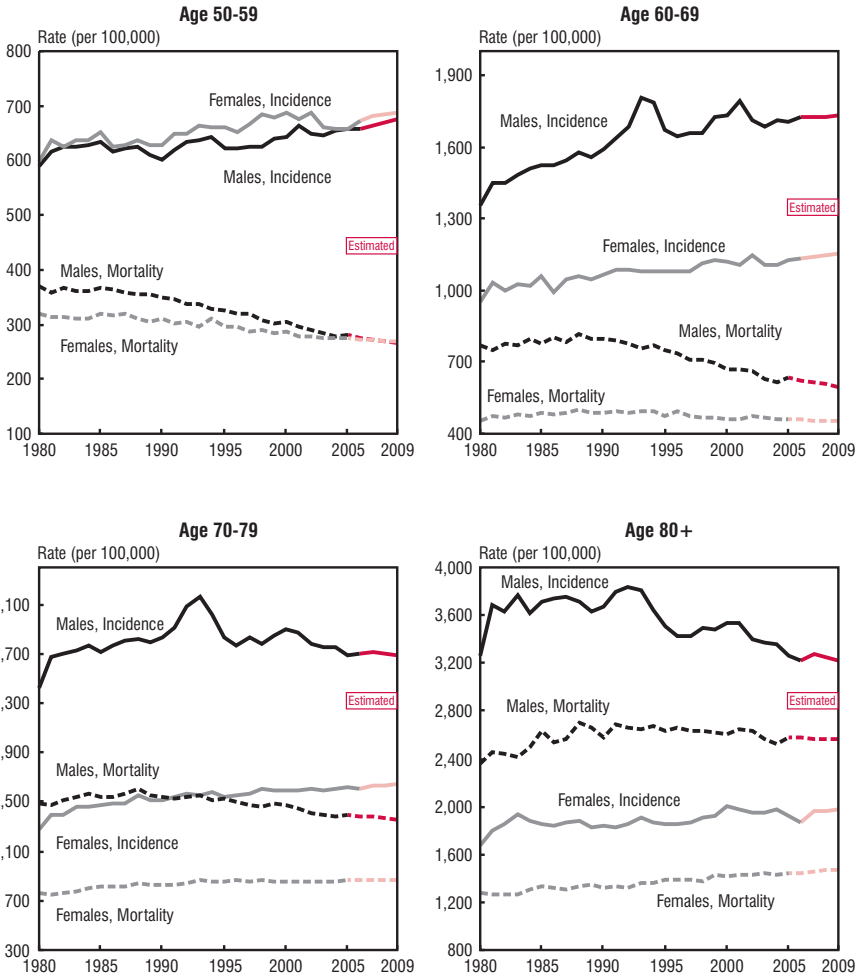 Age 50-59
Rate (per 100,000)
800
700
600
500
400
300
200
100
Females, Incidence
Males, Incidence
Estimated
Males, Mortality
Females, Mortality
1980 1985 1990 1995 2000 2005 2009
Age 60-69
Rate (per 100,000)
1,900
1,600
1,300
1,000
700
400
Males, Incidence
Estimated
Females, Incidence
Males, Mortality
Females, Mortality
1980 1985 1990 1995 2000 2005 2009
Age 70-79
Rate (per 100,000)
,100
,700
,300
,900
,500
,100
700
300
Males, Incidence
Estimated
Males, Mortality
Females, Incidence
Females, Mortality
1980 1985 1990 1995 2000 2005 2009
Age 80+
Rate (per 100,000)
4,000
3,600
3,200
2,800
2,400
2,000
1,600
1,200
800
Males, Incidence
Estimated
Males, Mortality
Females, Incidence
Females, Mortality
1980 1985 1990 1995 2000 2005 2009